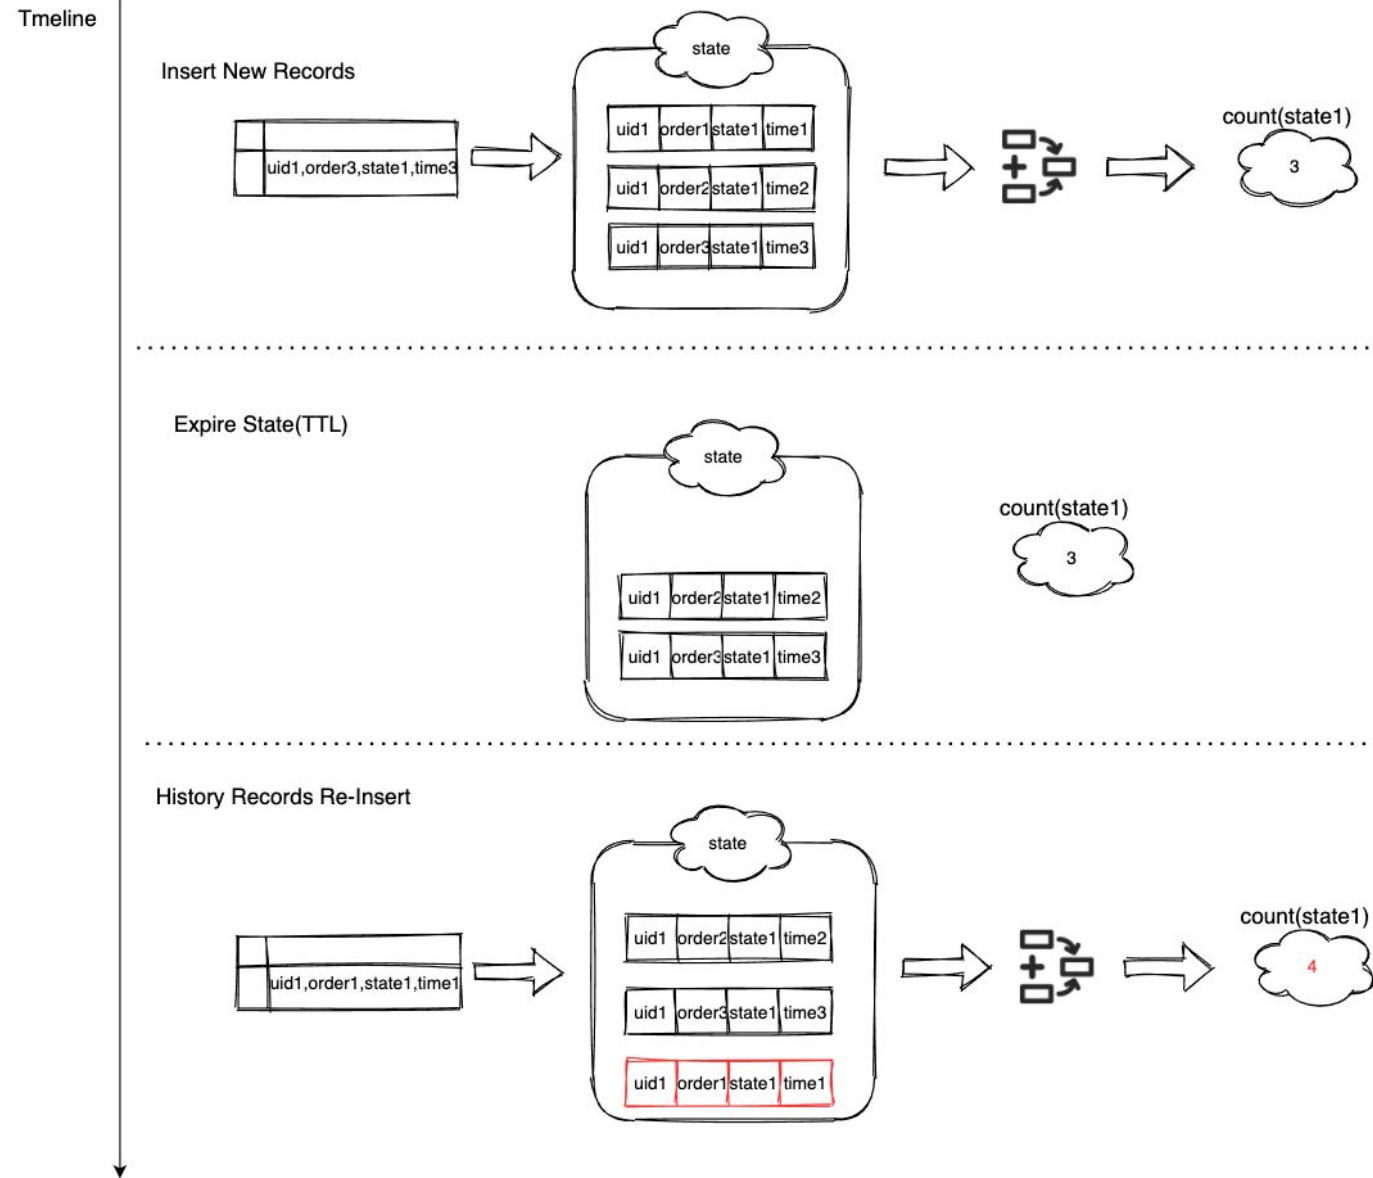 Tmeline
Insert New Records
state
uid1 order1 state1 time1
uid1 order2 state1 time2
uid1 order3 state1 time3
uid1,order3,state1,time3
count(state1)
3
Expire State(TTL)
state
uid1 order2 state1 time2
uid1 order3 state1 time3
count(state1)
3
History Records Re-Insert
state
uid1 order2 state1 time2
uid1 order3 state1 time3
uid1 order1 state1 time1
uid1,order1,state1,time1
count(state1)
4